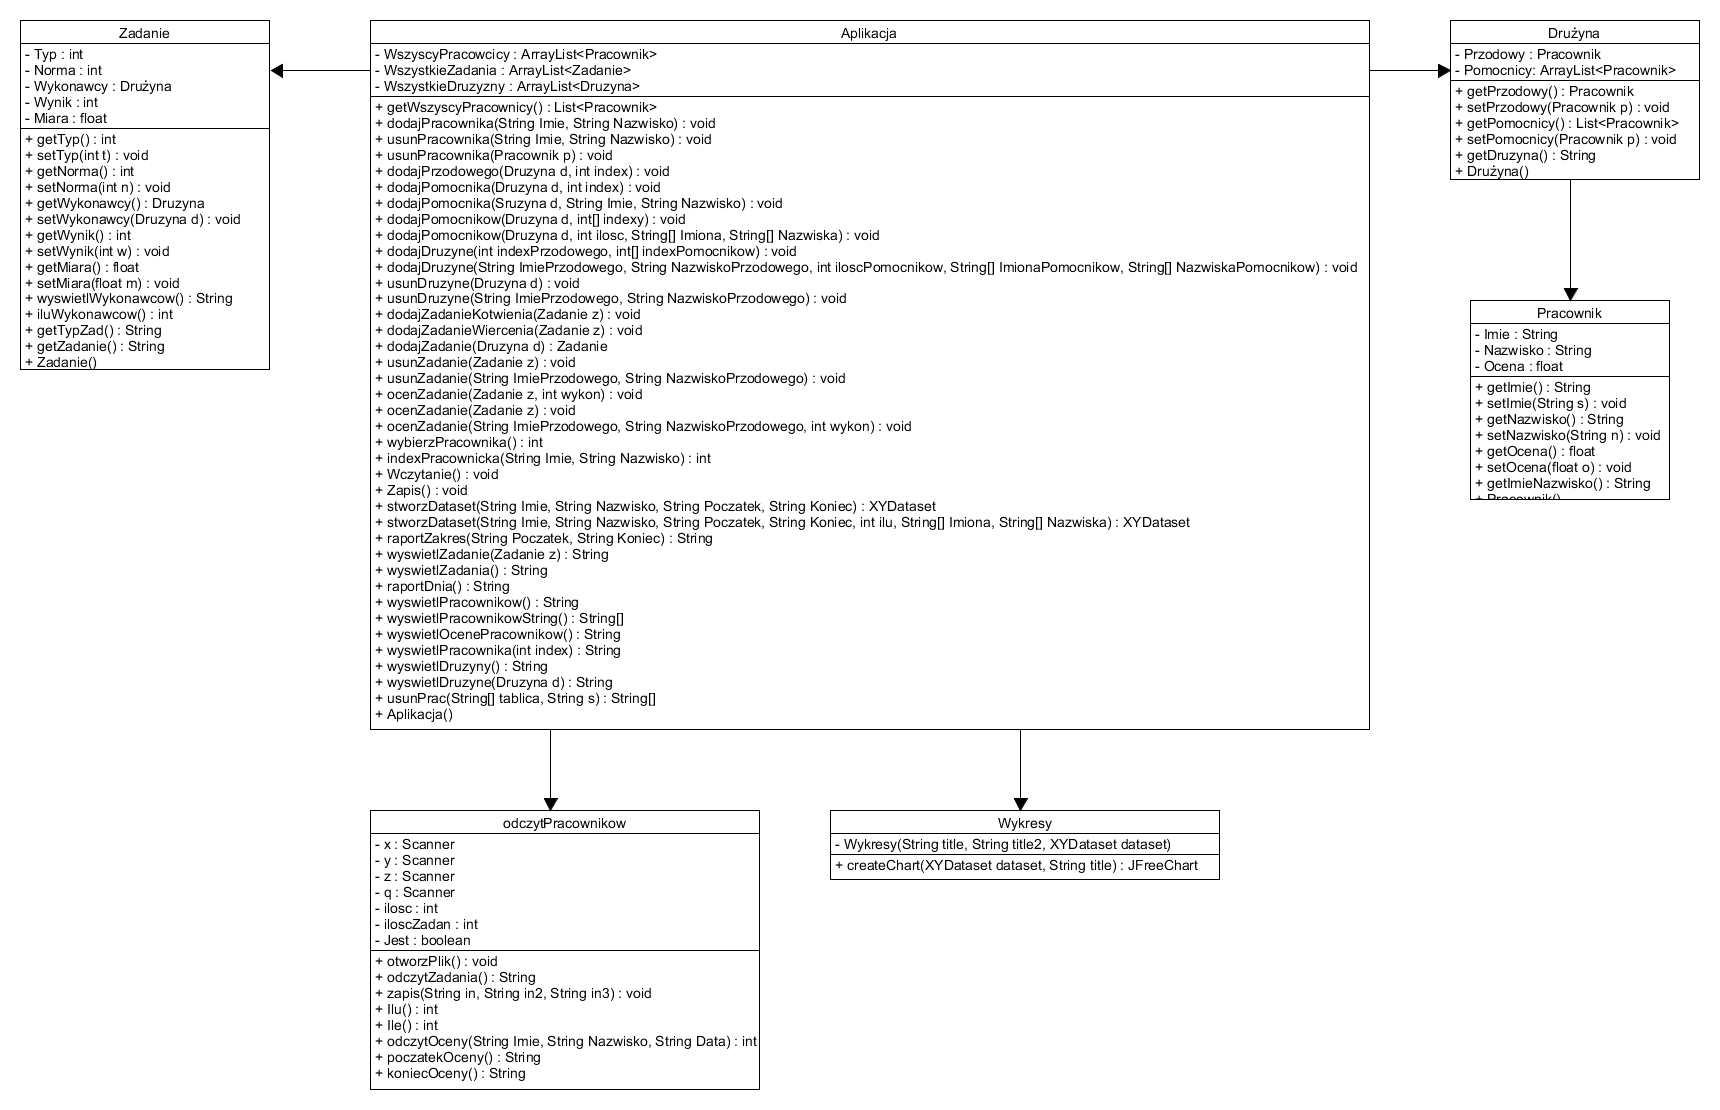 Zadanie
- Typ : int
- Norma : int
- Wykonawcy : Drużyna
- Wynik : int
- Miara : float
+ getTyp() : int
+ setTyp(int t) : void
+ getNorma() : int
+ setNorma(int n) : void
+ getWykonawcy() : Druzyna
+ setWykonawcy(Druzyna d) : void
+ getWynik() : int
+ setWynik(int w) : void
+ getMiara() : float
+ setMiara(float m) : void
+ wyswietlWykonawcow() : String
+ iluWykonawcow() : int
+ getTypZad() : String
+ getZadanie() : String
+ Zadanie()
Aplikacja
- WszyscyPracowcicy : ArrayList<Pracownik>
- WszystkieZadania : ArrayList<Zadanie>
- WszystkieDruzyzny : ArrayList<Druzyna>
+ getWszyscyPracownicy() : List<Pracownik>
+ dodajPracownika(String Imie, String Nazwisko) : void
+ usunPracownika(String Imie, String Nazwisko) : void
+ usunPracownika(Pracownik p) : void
+ dodajPrzodowego(Druzyna d, int index) : void
+ dodajPomocnika(Druzyna d, int index) : void
+ dodajPomocnika(Sruzyna d, String Imie, String Nazwisko) : void
+ dodajPomocnikow(Druzyna d, int[] indexy) : void
+ dodajPomocnikow(Druzyna d, int ilosc, String[] Imiona, String[] Nazwiska) : void
+ dodajDruzyne(int indexPrzodowego, int[] indexPomocnikow) : void
+ dodajDruzyne(String ImiePrzodowego, String NazwiskoPrzodowego, int iloscPomocnikow, String[] ImionaPomocnikow, String[] NazwiskaPomocnikow) : void
+ usunDruzyne(Druzyna d) : void
+ usunDruzyne(String ImiePrzodowego, String NazwiskoPrzodowego) : void
+ dodajZadanieKotwienia(Zadanie z) : void
+ dodajZadanieWiercenia(Zadanie z) : void
+ dodajZadanie(Druzyna d) : Zadanie
+ usunZadanie(Zadanie z) : void
+ usunZadanie(String ImiePrzodowego, String NazwiskoPrzodowego) : void
+ ocenZadanie(Zadanie z, int wykon) : void
+ ocenZadanie(Zadanie z) : void
+ ocenZadanie(String ImiePrzodowego, String NazwiskoPrzodowego, int wykon) : void
+ wybierzPracownika() : int
+ indexPracownicka(String Imie, String Nazwisko) : int
+ Wczytanie() : void
+ Zapis() : void
+ stworzDataset(String Imie, String Nazwisko, String Poczatek, String Koniec) : XYDataset
+ stworzDataset(String Imie, String Nazwisko, String Poczatek, String Koniec, int ilu, String[] Imiona, String[] Nazwiska) : XYDataset
+ raportZakres(String Poczatek, String Koniec) : String
+ wyswietlZadanie(Zadanie z) : String
+ wyswietlZadania() : String
+ raportDnia() : String
+ wyswietlPracownikow() : String
+ wyswietlPracownikowString() : String[]
+ wyswietlOcenePracownikow() : String
+ wyswietlPracownika(int index) : String
+ wyswietlDruzyny() : String
+ wyswietlDruzyne(Druzyna d) : String
+ usunPrac(String[] tablica, String s) : String[]
+ Aplikacja()
Drużyna
- Przodowy : Pracownik
- Pomocnicy: ArrayList<Pracownik>
+ getPrzodowy() : Pracownik
+ setPrzodowy(Pracownik p) : void
+ getPomocnicy() : List<Pracownik>
+ setPomocnicy(Pracownik p) : void
+ getDruzyna() : String
+ Drużyna()
Pracownik
- Imie : String
- Nazwisko : String
- Ocena : float
+ getImie() : String
+ setImie(String s) : void
+ getNazwisko() : String
+ setNazwisko(String n) : void
+ getOcena() : float
+ setOcena(float o) : void
+ getImieNazwisko() : String
+ Pracownik()
odczytPracownikow
- x : Scanner
- y : Scanner
- z : Scanner
- q : Scanner
- ilosc : int
- iloscZadan : int
- Jest : boolean
+ otworzPlik() : void
+ odczytZadania() : String
+ zapis(String in, String in2, String in3) : void
+ Ilu() : int
+ Ile() : int
+ odczytOceny(String Imie, String Nazwisko, String Data) : int
+ poczatekOceny() : String
+ koniecOceny() : String
Wykresy
- Wykresy(String title, String title2, XYDataset dataset)
+ createChart(XYDataset dataset, String title) : JFreeChart